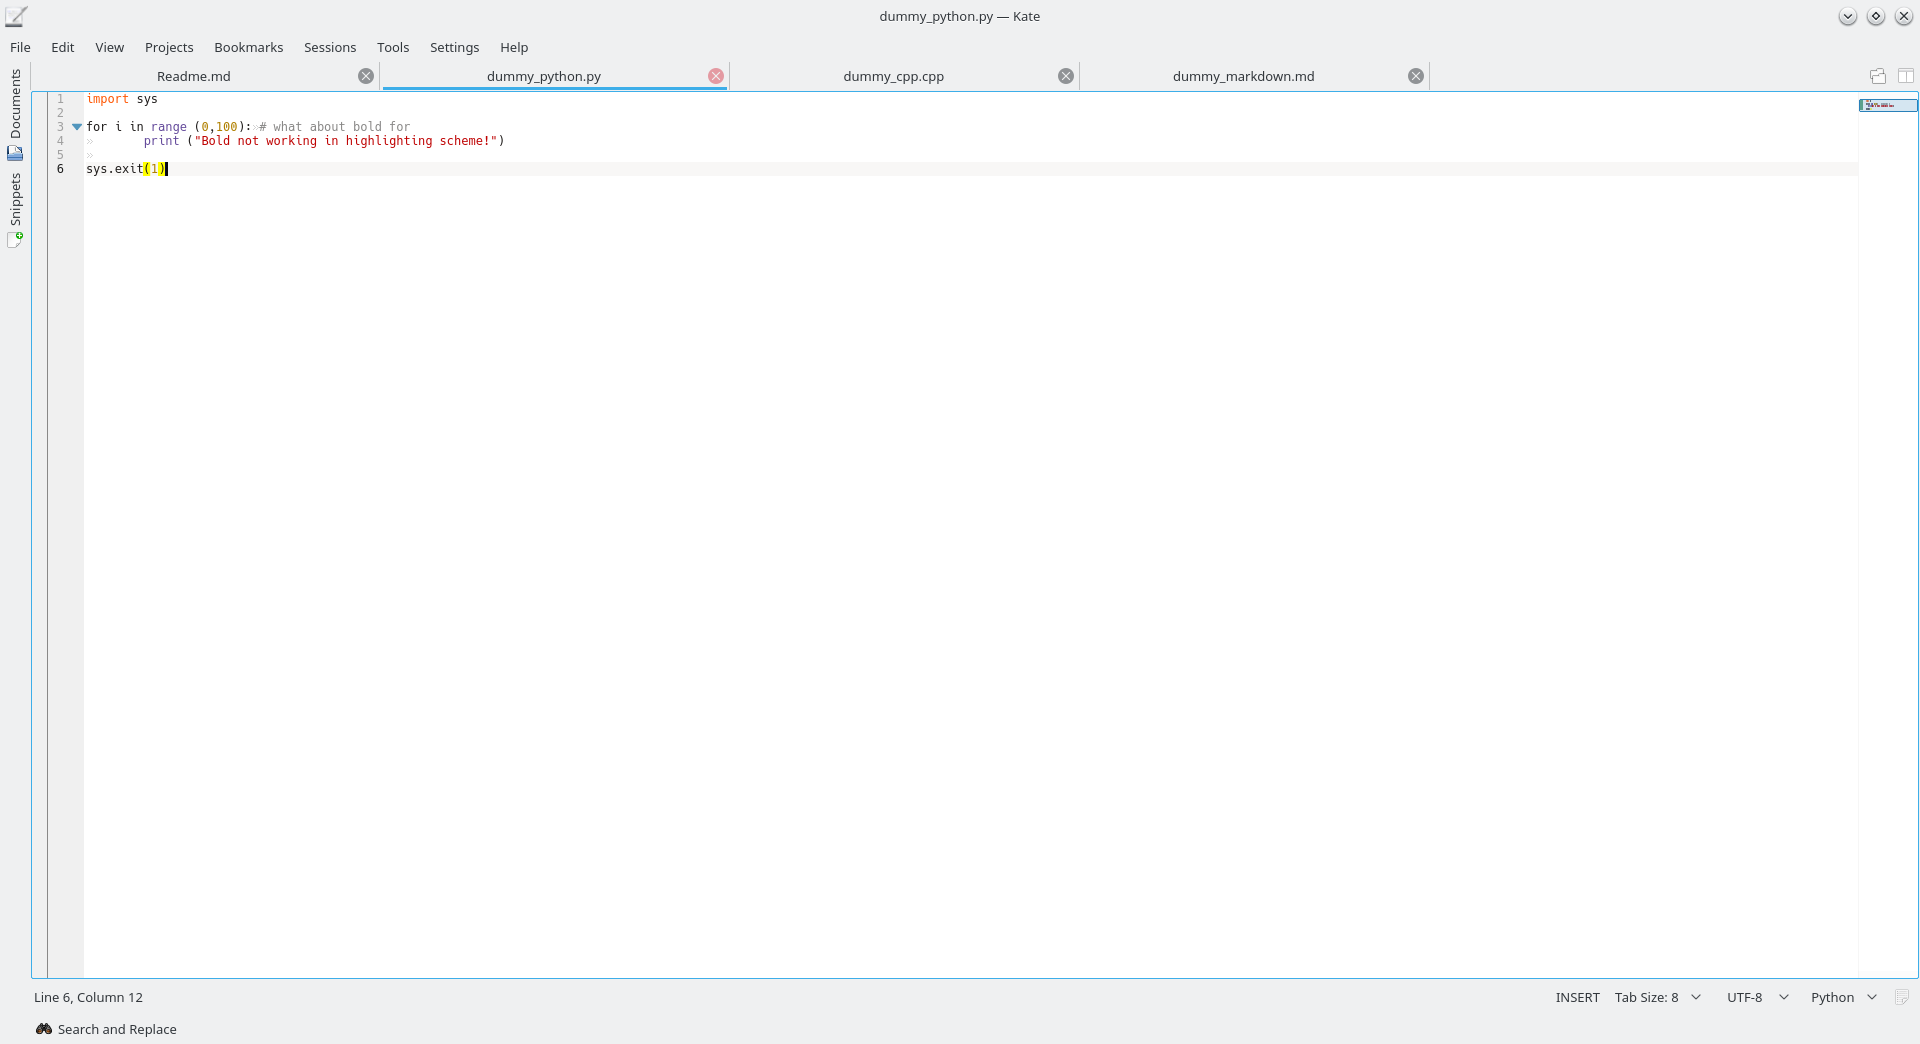 dummy_python.py — Kate
File Edit View Projects Bookmarks Sessions Tools Settings Help
Documents
Snippets
Readme.md dummy_python.py dummy_cpp.cpp dummy_markdown.md
1 import sys
2
3 for i in range (0,100):» # what about bold for
4 » print ("Bold not working in highlighting scheme!")
5 »
6 sys.exit(1)
Line 6, Column 12 INSERT Tab Size: 8 UTF-8 Python
Search and Replace